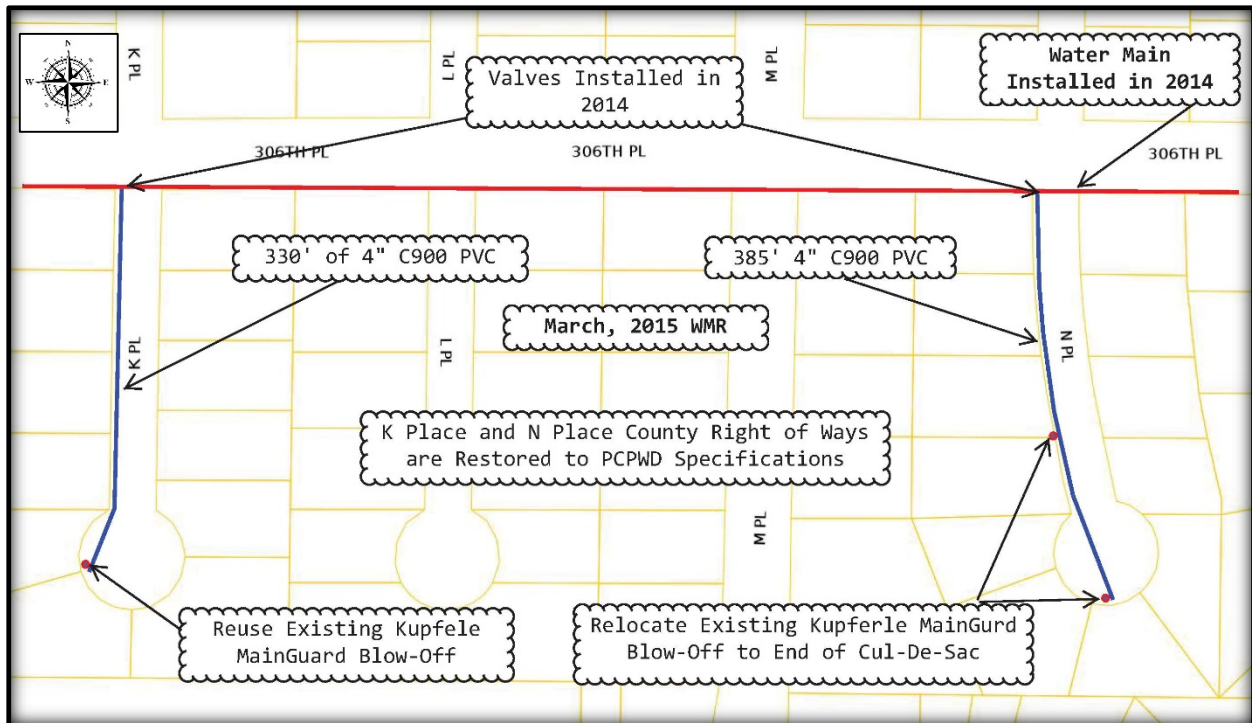 N
W
E
S
K PL
L PL
M PL
Valves Installed in
2014
Water Main
Installed in 2014
306TH PL
306TH PL
306TH PL
330' of 4" C900 PVC
385' 4" C900 PVC
March, 2015 WMR
K PL
L PL
N PL
K Place and N Place County Right of Ways
are Restored to PCPWD Specifications
M PL
Reuse Existing Kupfele
MainGuard Blow-Off
Relocate Existing Kupferle MainGurd
Blow-Off to End of Cul-De-Sac